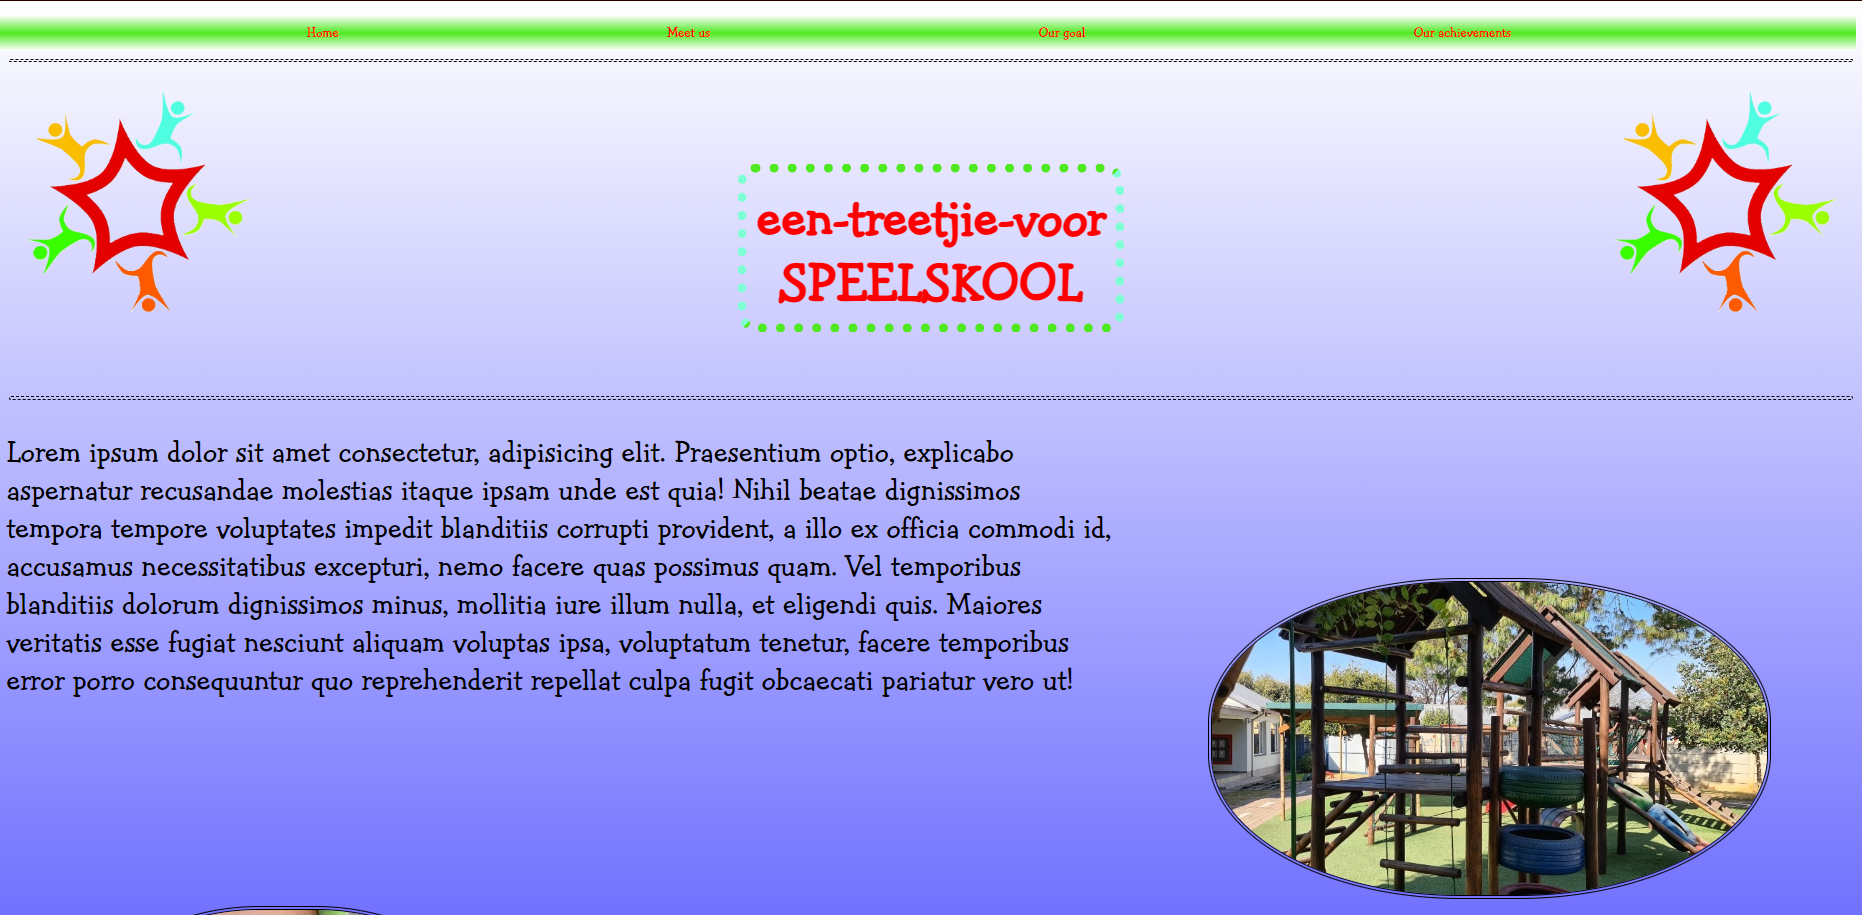 Home Meet us Our goal Our achievements
een-treetjie-voor
SPEELSKOOL
Lorem ipsum dolor sit amet consectetur, adipisicing elit. Praesentium optio, explicabo
aspernatur recusandae molestias itaque ipsam unde est quia! Nihil beatae dignissimos
tempora tempore voluptates impedit blanditiis corrupti provident, a illo ex officia commodi id,
accusamus necessitatibus excepturi, nemo facere quas possimus quam. Vel temporibus
blanditiis dolorum dignissimos minus, mollitia iure illum nulla, et eligendi quis. Maiores
veritatis esse fugiat nesciunt aliquam voluptas ipsa, voluptatum tenetur, facere temporibus
error porro consequuntur quo reprehenderit repellat culpa fugit obcaecati pariatur vero ut!